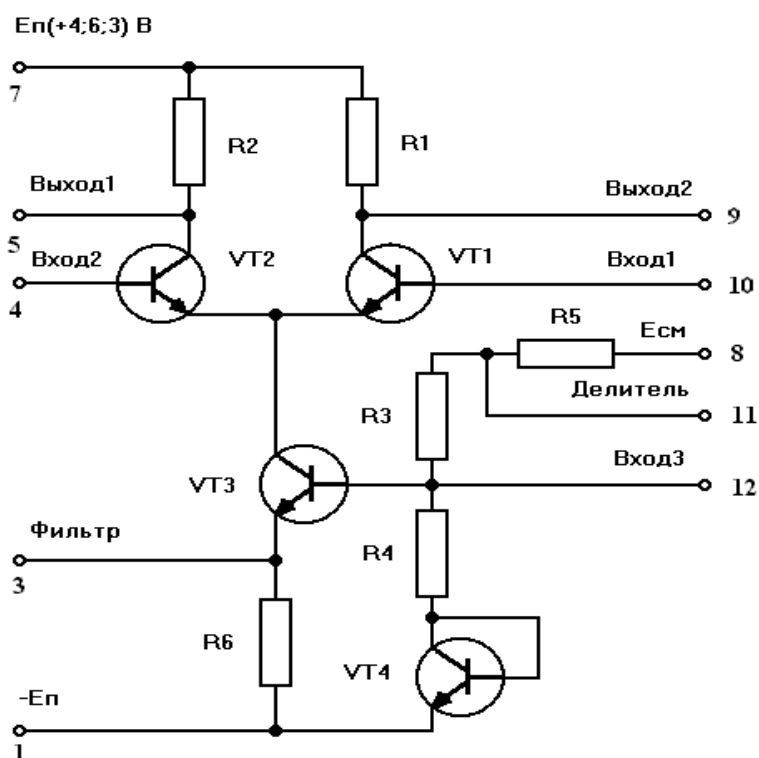 Еп(+4;6;3) В
7
R2
R1
Выход1
Выход2
5
9
Вход2
VT2
VT1
Вход1
4
10
R5
Есм
8
R3
Делитель
11
VT3
Вход3
12
Фильтр
R4
3
R6
VT4
-Еп
1